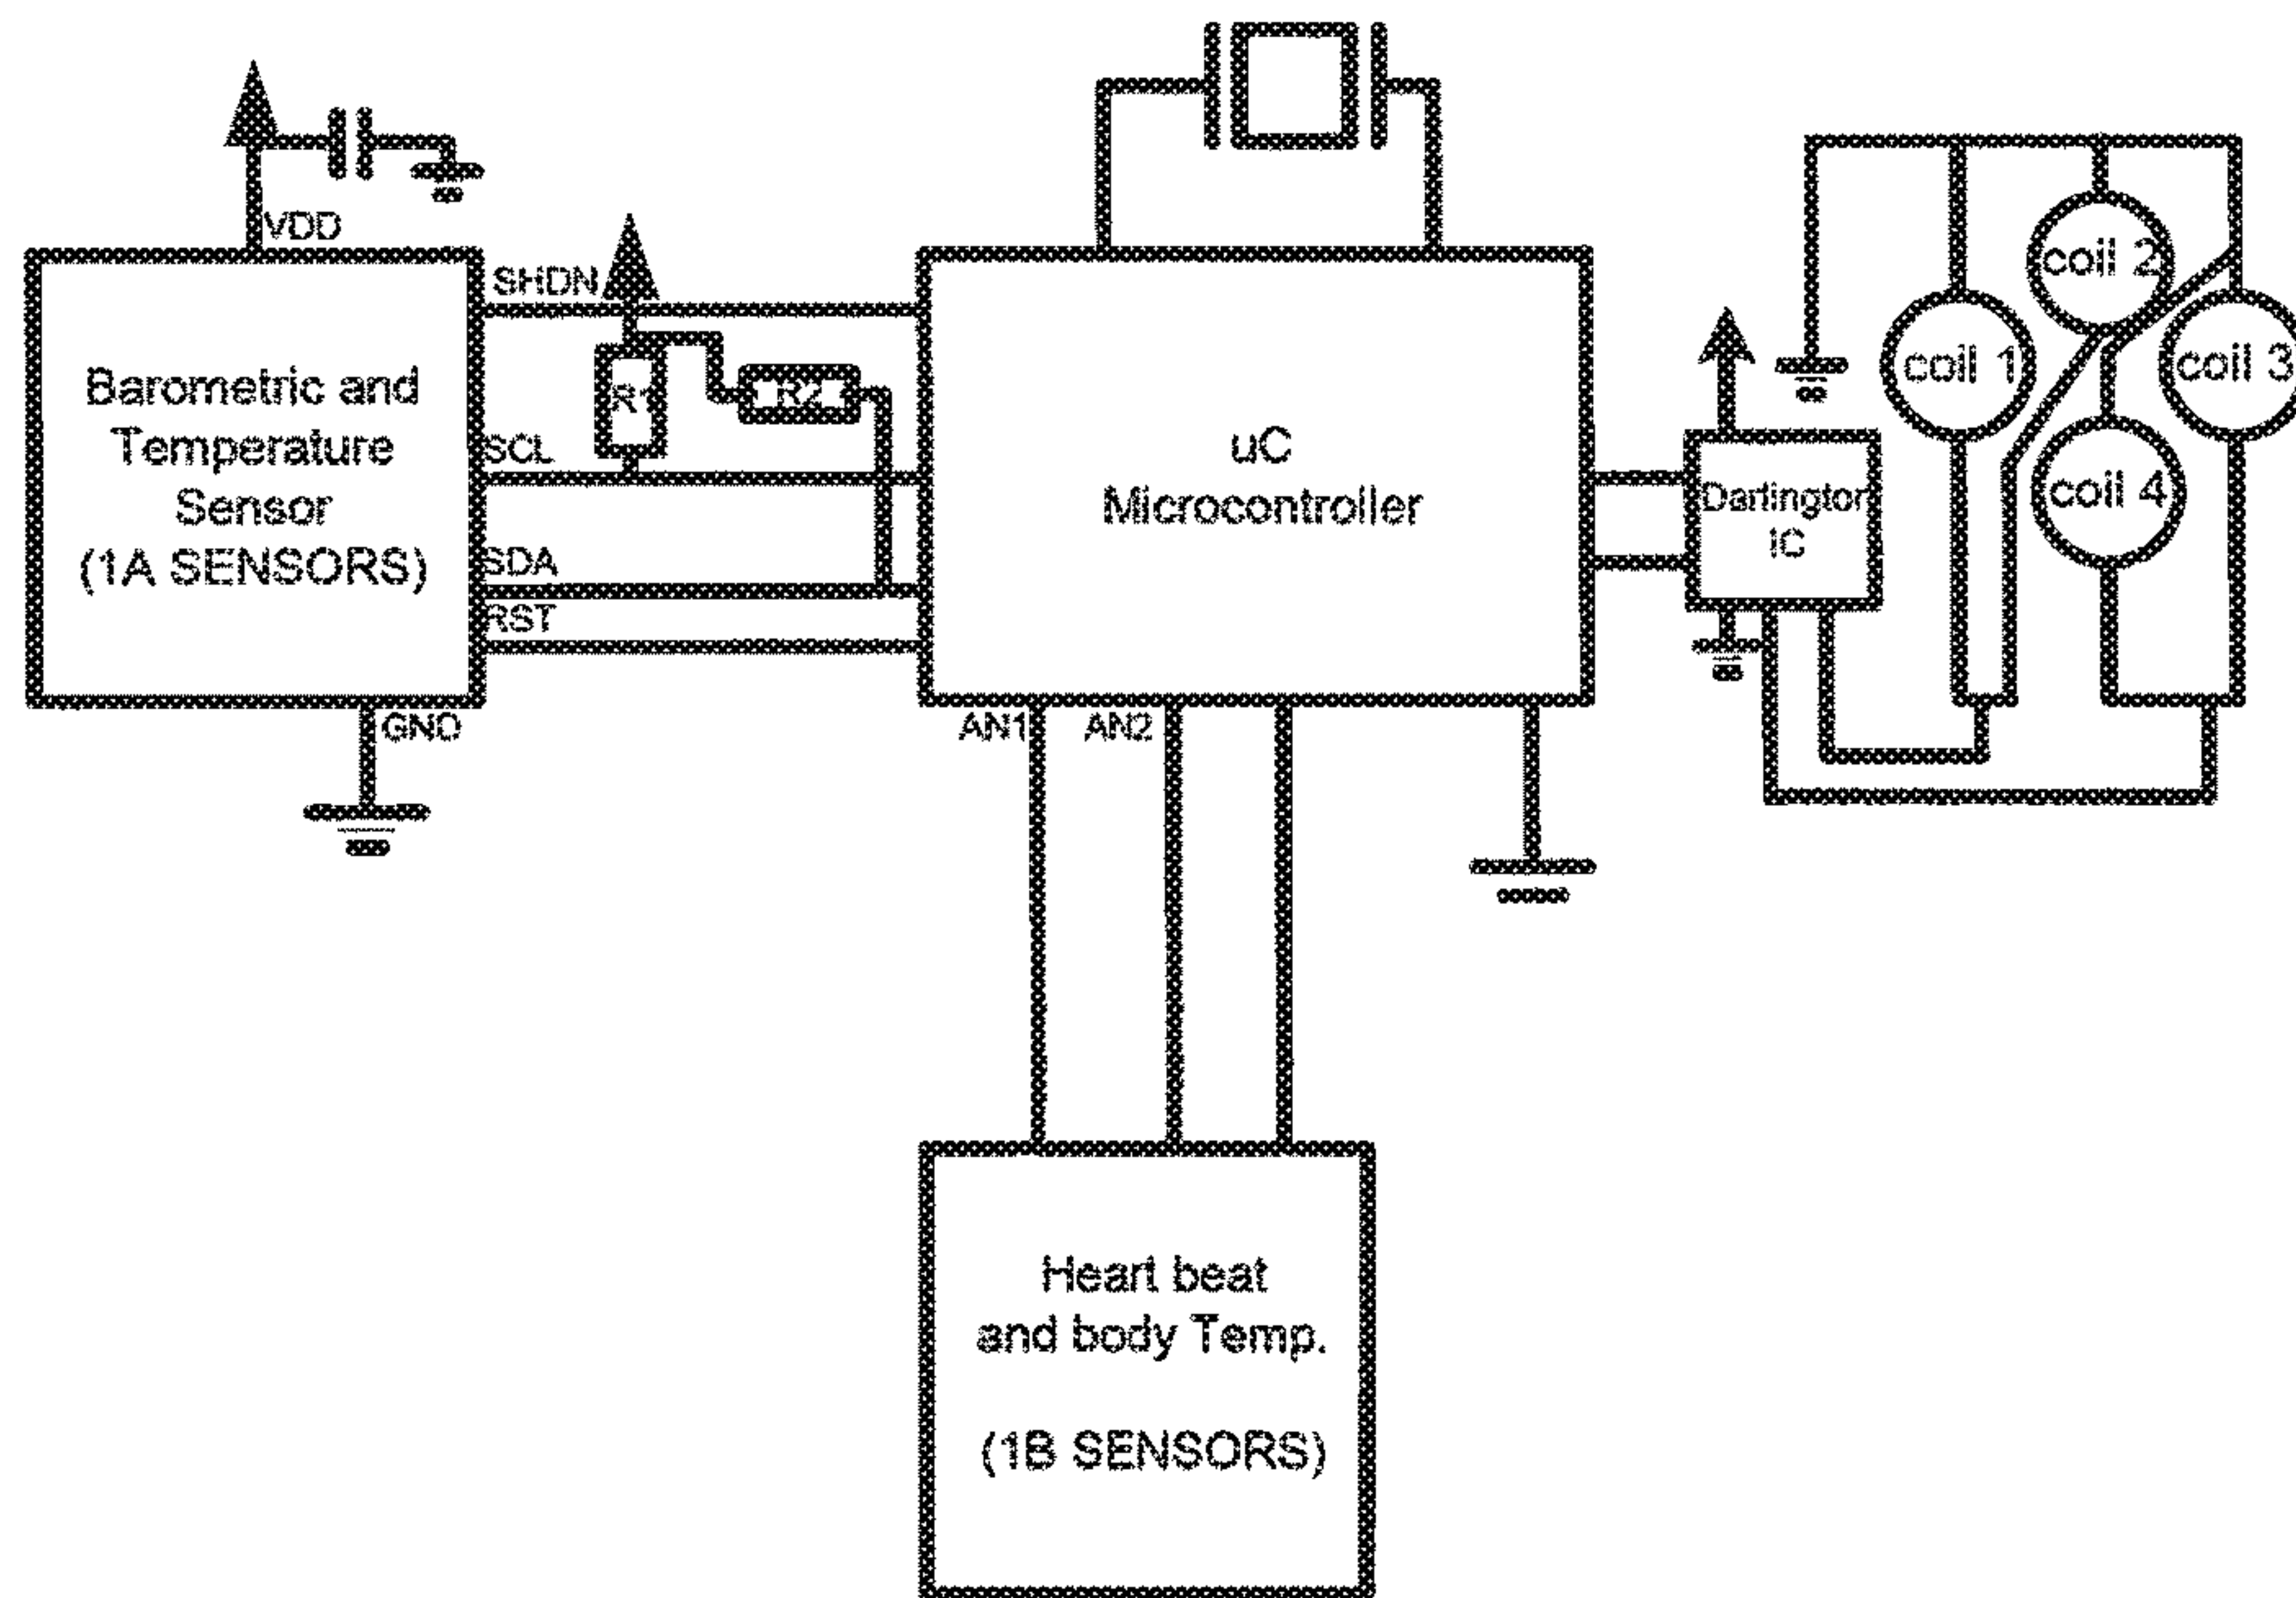 VDD
SHDN
Barometric and
Temperature
Sensor
(1A SENSORS)
R1
R2
SCL
SDA
RST
GND
uC
Microcontroller
AN1
AN2
Darlington
IC
coil 1
coil 2
coil 3
coil 4
Heart beat
and body Temp.
(1B SENSORS)